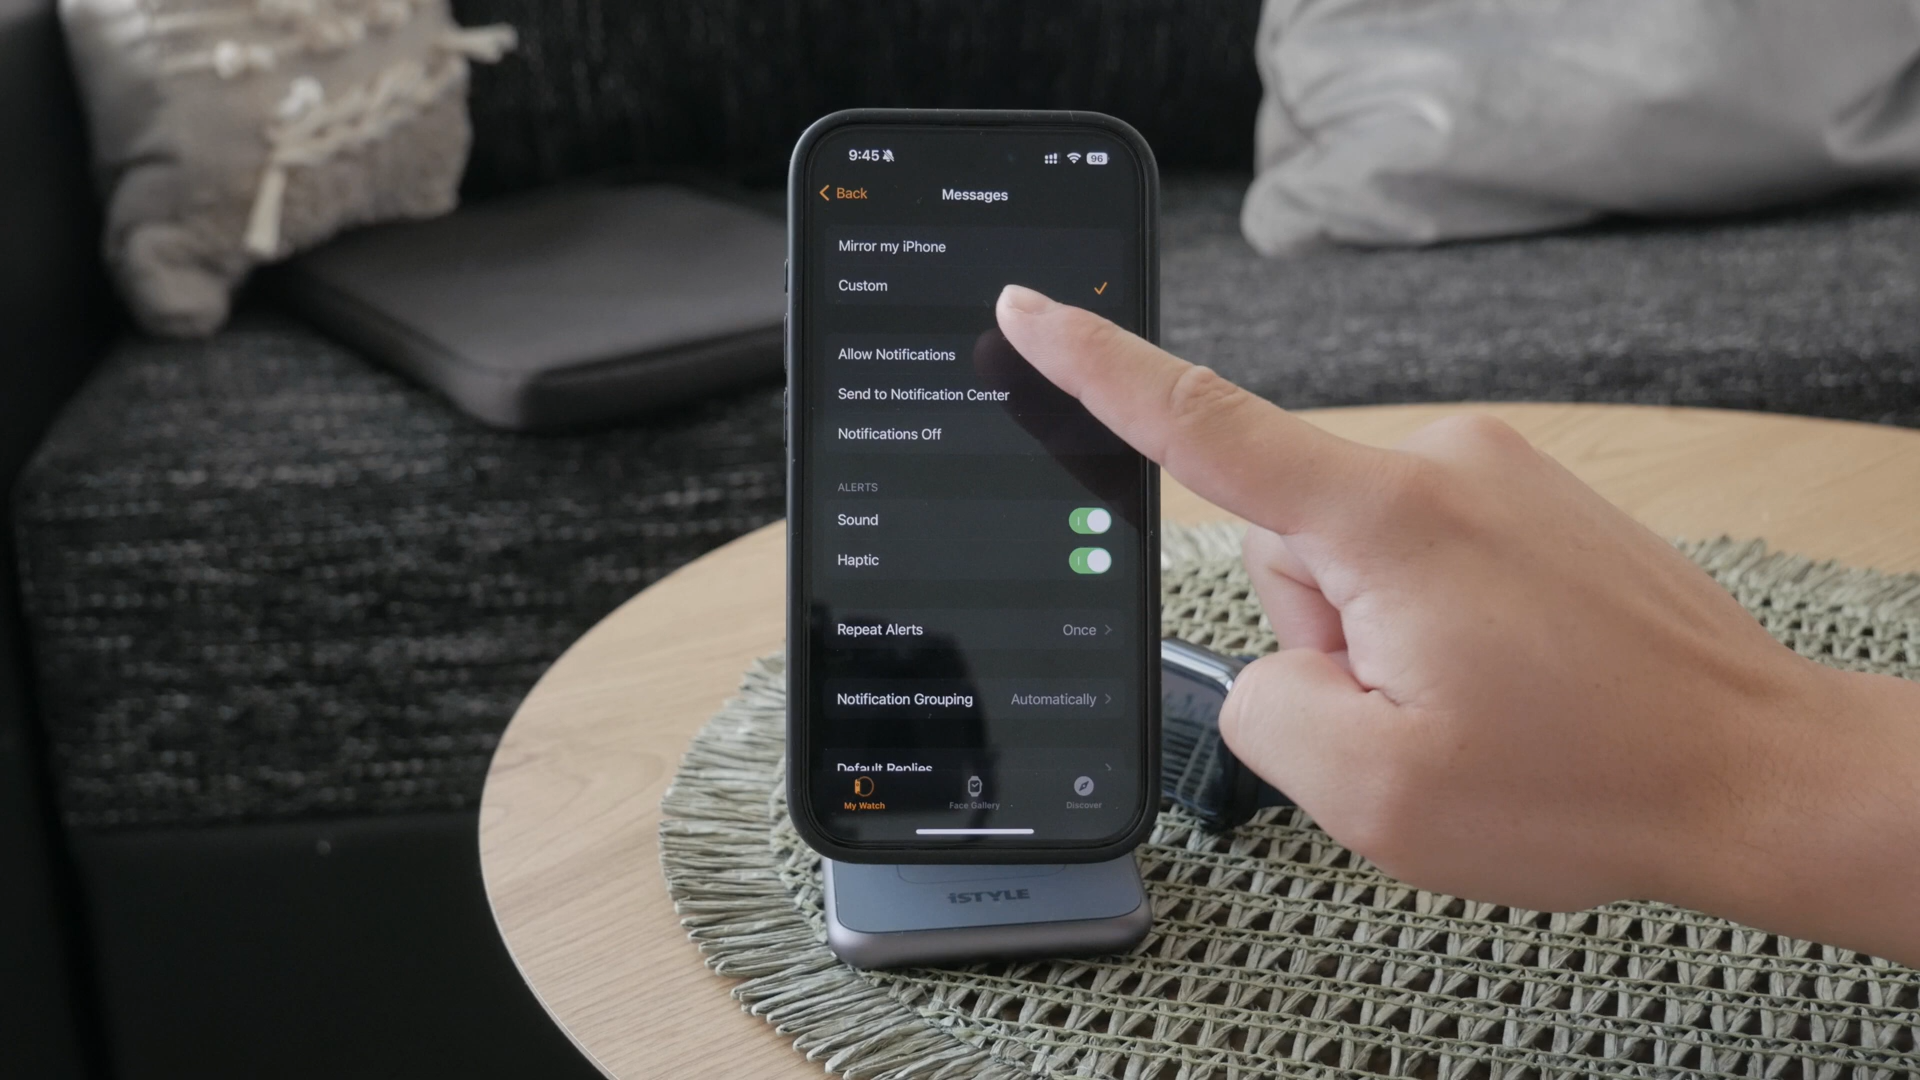 9:45
96
Back
Messages
Mirror my iPhone
Custom
Allow Notifications
Send to Notification Center
Notifications Off
ALERTS
Sound
Haptic
Repeat Alerts Once
Notification Grouping Automatically
Default Replies
My Watch Face Gallery Discover
iSTYLE